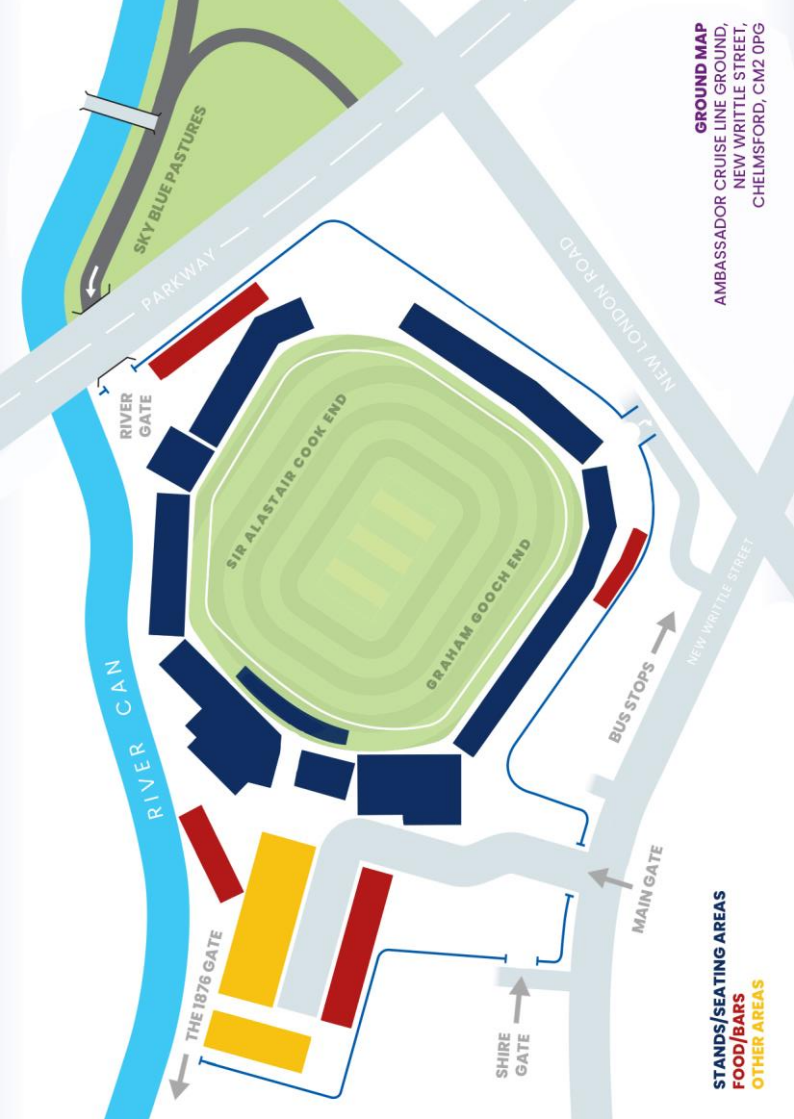 GROUND MAP
AMBASSADOR CRUISE LINE GROUND,
NEW WRITTLE STREET,
CHELMSFORD, CM2 0PG
SKY BLUE PASTURES
PARKWAY
NEW LONDON ROAD
RIVER
GATE
SIR ALASTAIR COOK END
GRAHAM GOOCH END
NEW WRITTLE STREET
RIVER CAN
BUS STOPS
MAIN GATE
THE 1876 GATE
SHIRE
GATE
STANDS/SEATING AREAS
FOOD/BARS
OTHER AREAS